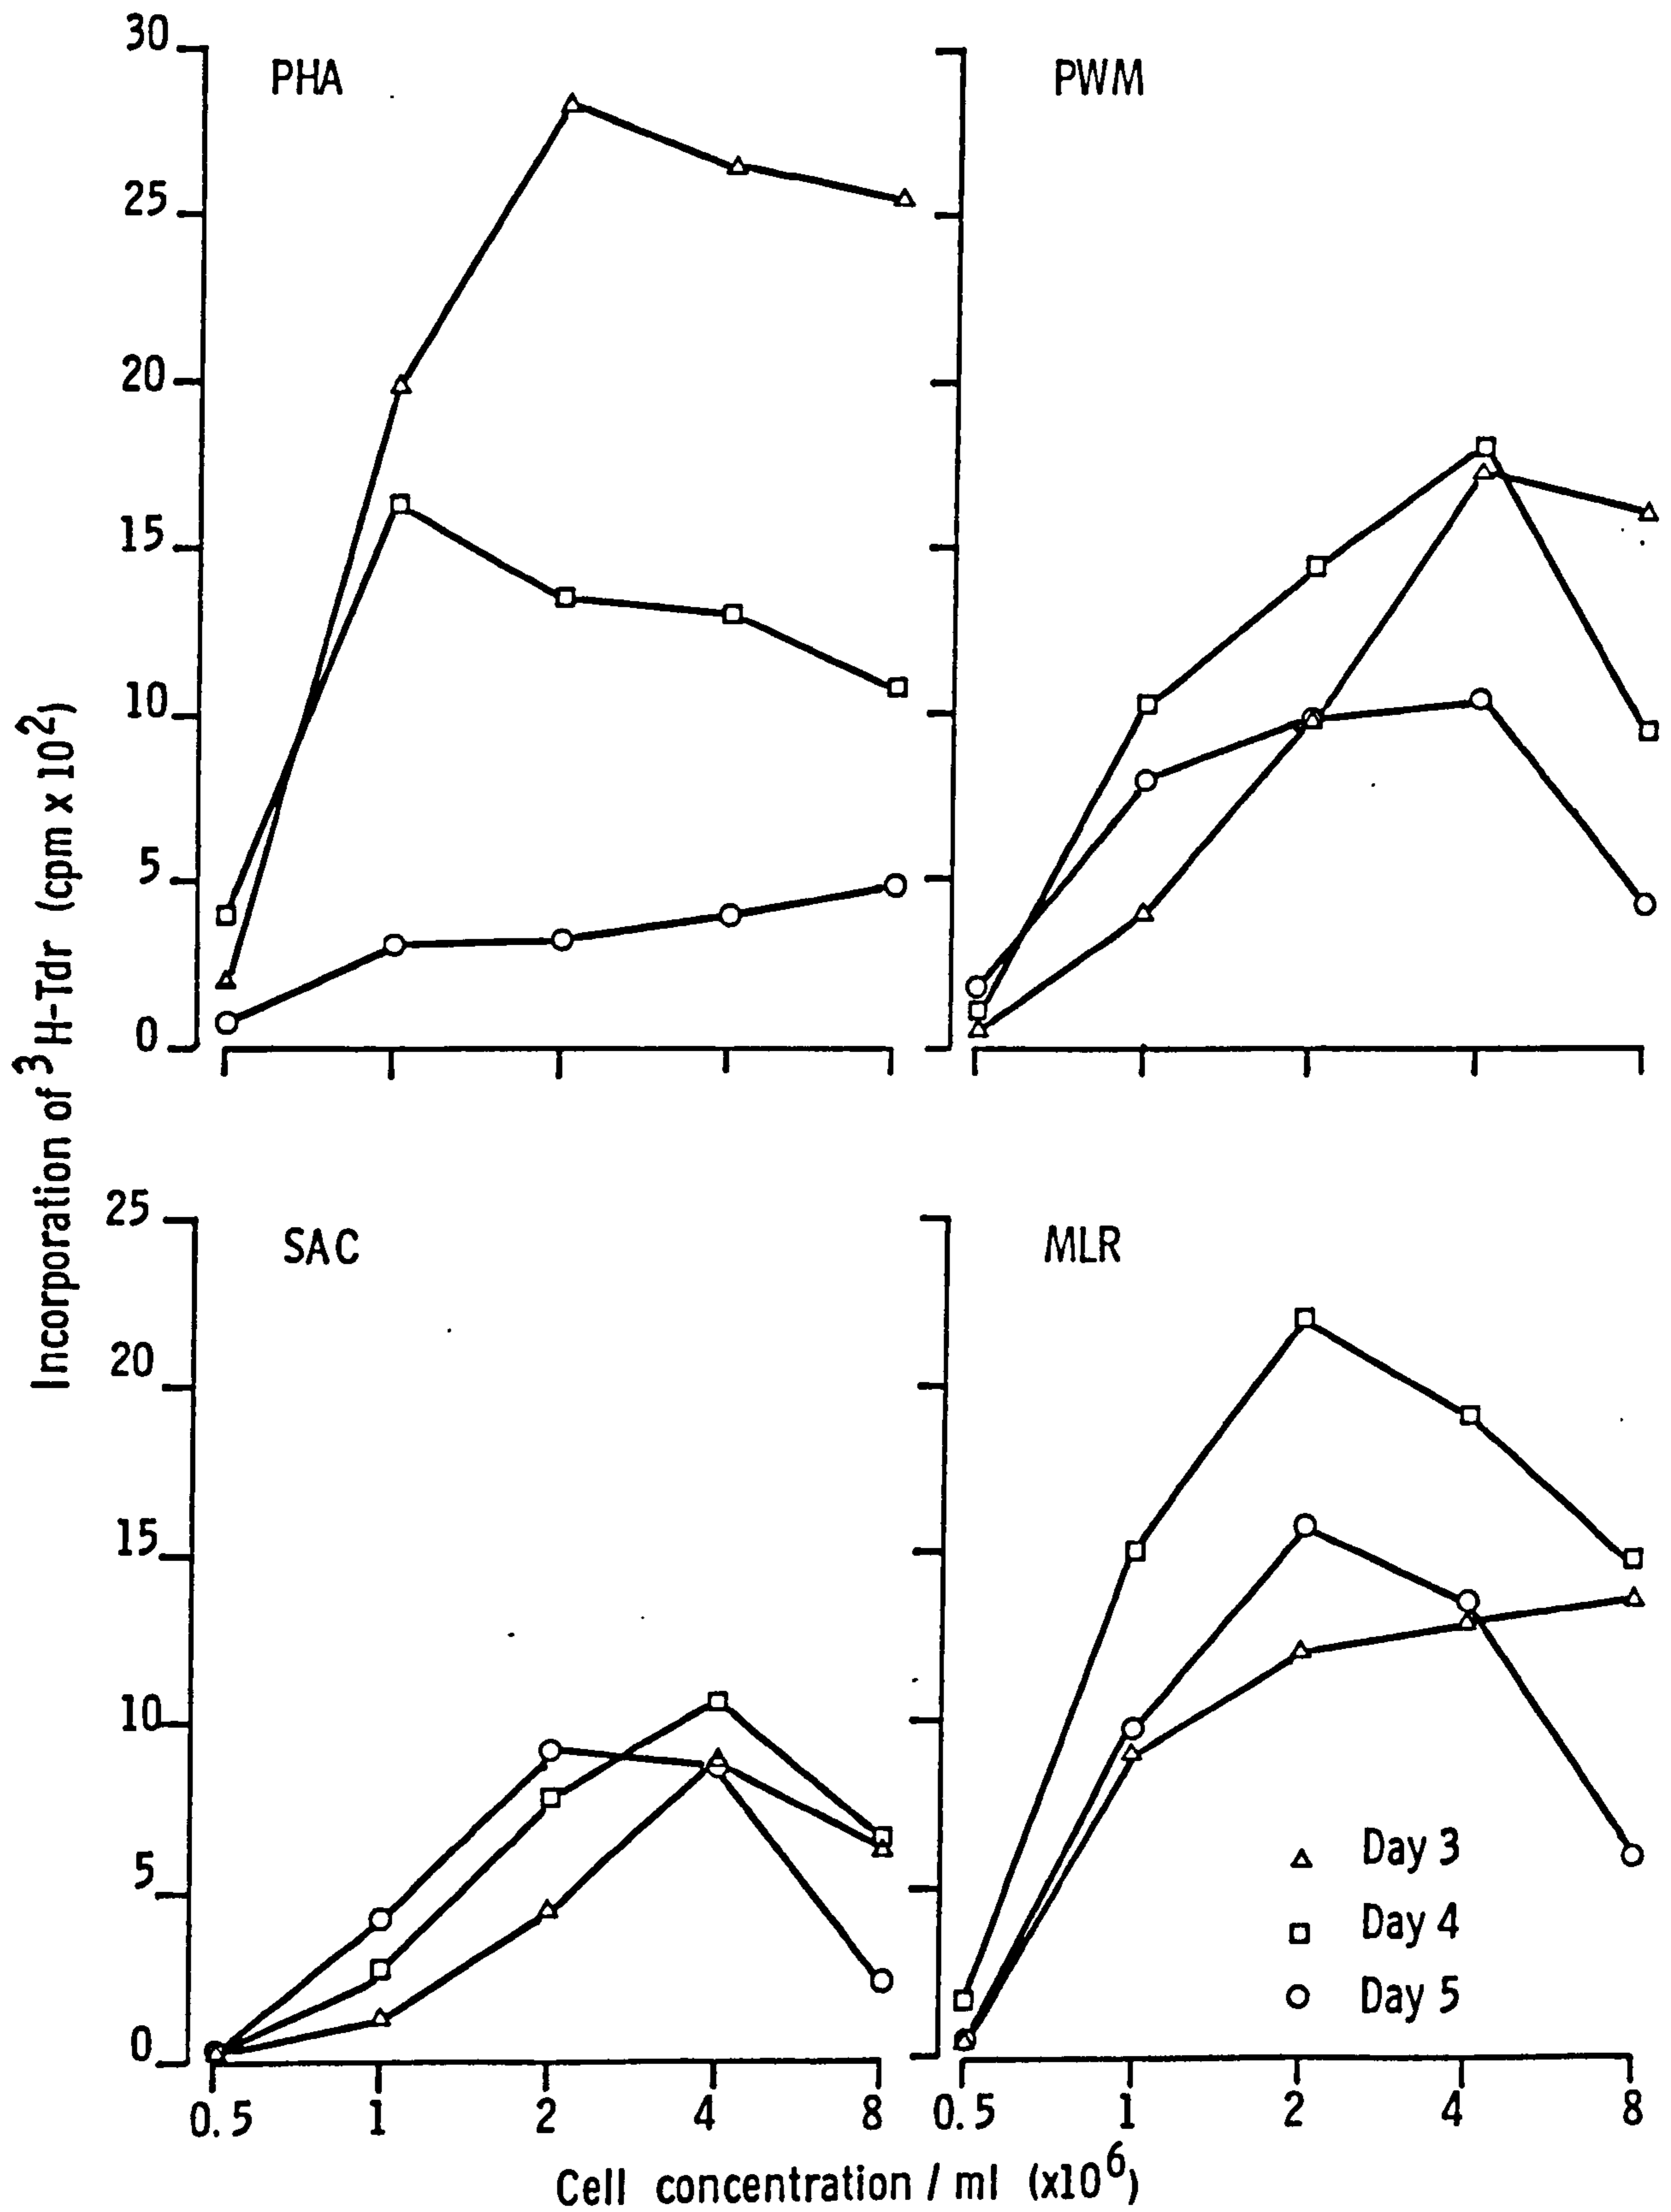 30
PHA
PWM
25
20
15
10
5
0
Incorporation of ³H-Tdr (cpm x 10²)
25
SAC
MLR
20
15
10
5
0
Day 3
Day 4
Day 5
0.5 1 2 4 8
0.5 1 2 4 8
Cell concentration / ml (x10⁶)